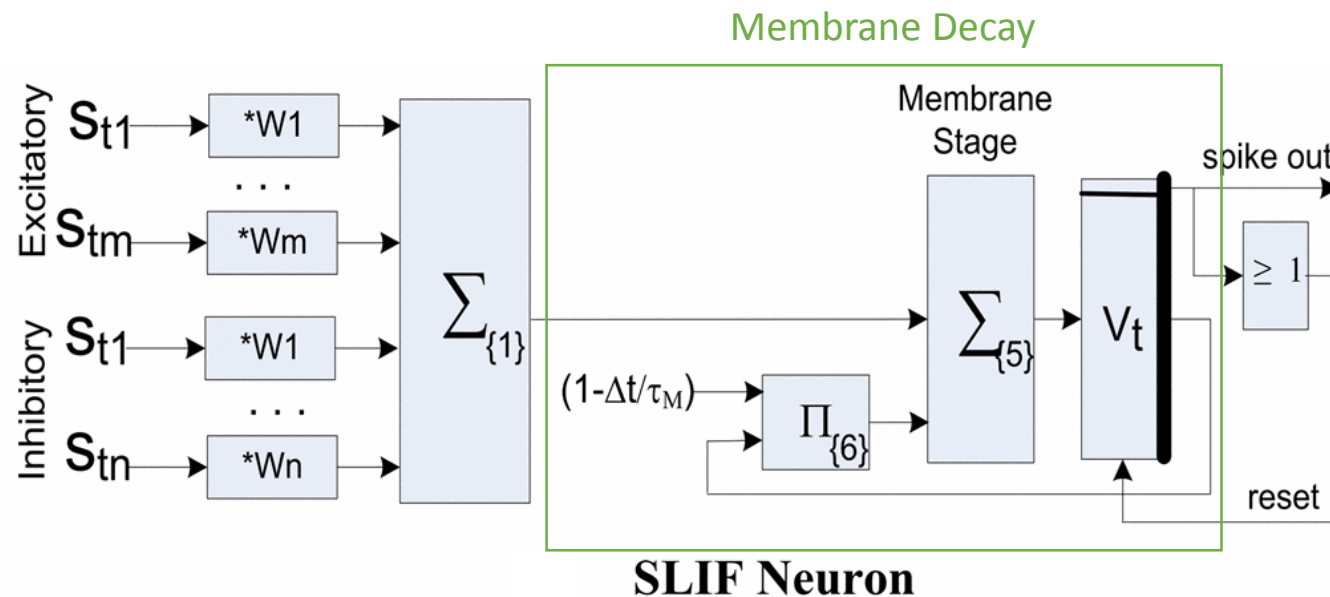 Membrane Decay
Excitatory
St1
*W1
. . .
Stm
*Wm
Inhibitory
St1
*W1
. . .
Stn
*Wn
∑{1}
(1-Δt/τM)
Π{6}
Membrane
Stage
∑{5}
Vt
spike out
≥ 1
reset
SLIF Neuron